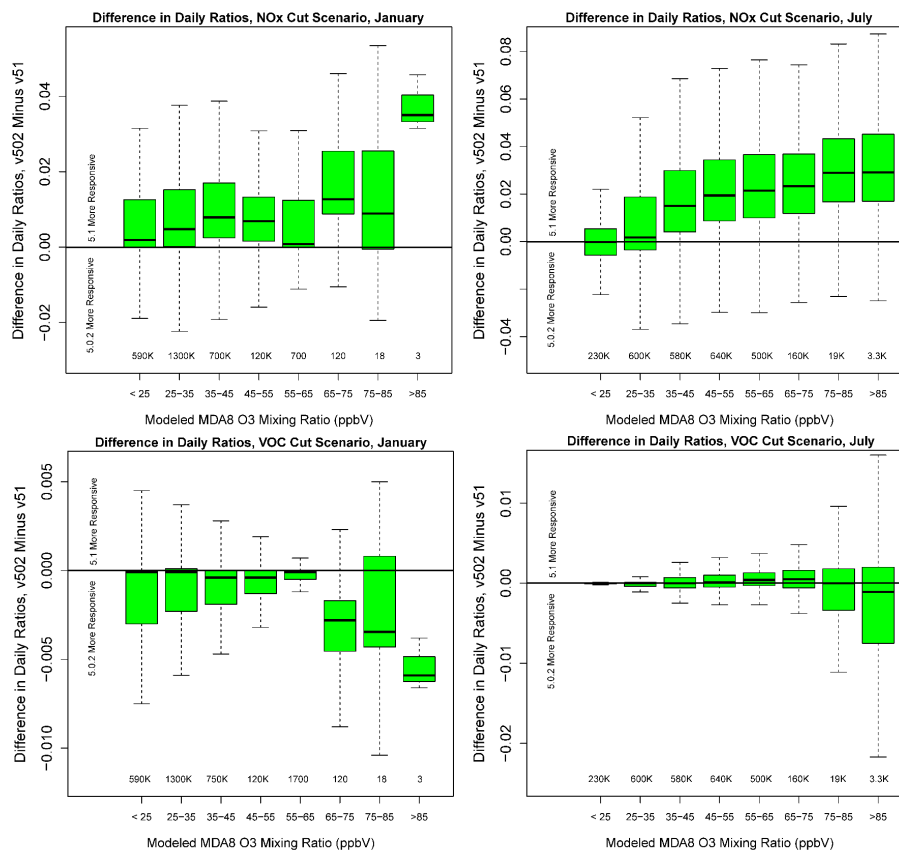 Difference in Daily Ratios, NOx Cut Scenario, January
Difference in Daily Ratios, v502 Minus v51
0.04
0.02
0.00
−0.02
5.1 More Responsive
5.0.2 More Responsive
590K 1300K 700K 120K 700 120 18 3
< 25 25−35 35−45 45−55 55−65 65−75 75−85 >85
Modeled MDA8 O3 Mixing Ratio (ppbV)
Difference in Daily Ratios, NOx Cut Scenario, July
Difference in Daily Ratios, v502 Minus v51
0.08
0.06
0.04
0.02
0.00
−0.04
5.1 More Responsive
5.0.2 More Responsive
230K 600K 580K 640K 500K 160K 19K 3.3K
< 25 25−35 35−45 45−55 55−65 65−75 75−85 >85
Modeled MDA8 O3 Mixing Ratio (ppbV)
Difference in Daily Ratios, VOC Cut Scenario, January
Difference in Daily Ratios, v502 Minus v51
0.005
0.000
−0.005
−0.010
5.1 More Responsive
5.0.2 More Responsive
590K 1300K 750K 120K 1700 120 18 3
< 25 25−35 35−45 45−55 55−65 65−75 75−85 >85
Modeled MDA8 O3 Mixing Ratio (ppbV)
Difference in Daily Ratios, VOC Cut Scenario, July
Difference in Daily Ratios, v502 Minus v51
0.01
0.00
−0.01
−0.02
5.1 More Responsive
5.0.2 More Responsive
230K 600K 580K 640K 500K 160K 19K 3.3K
< 25 25−35 35−45 45−55 55−65 65−75 75−85 >85
Modeled MDA8 O3 Mixing Ratio (ppbV)